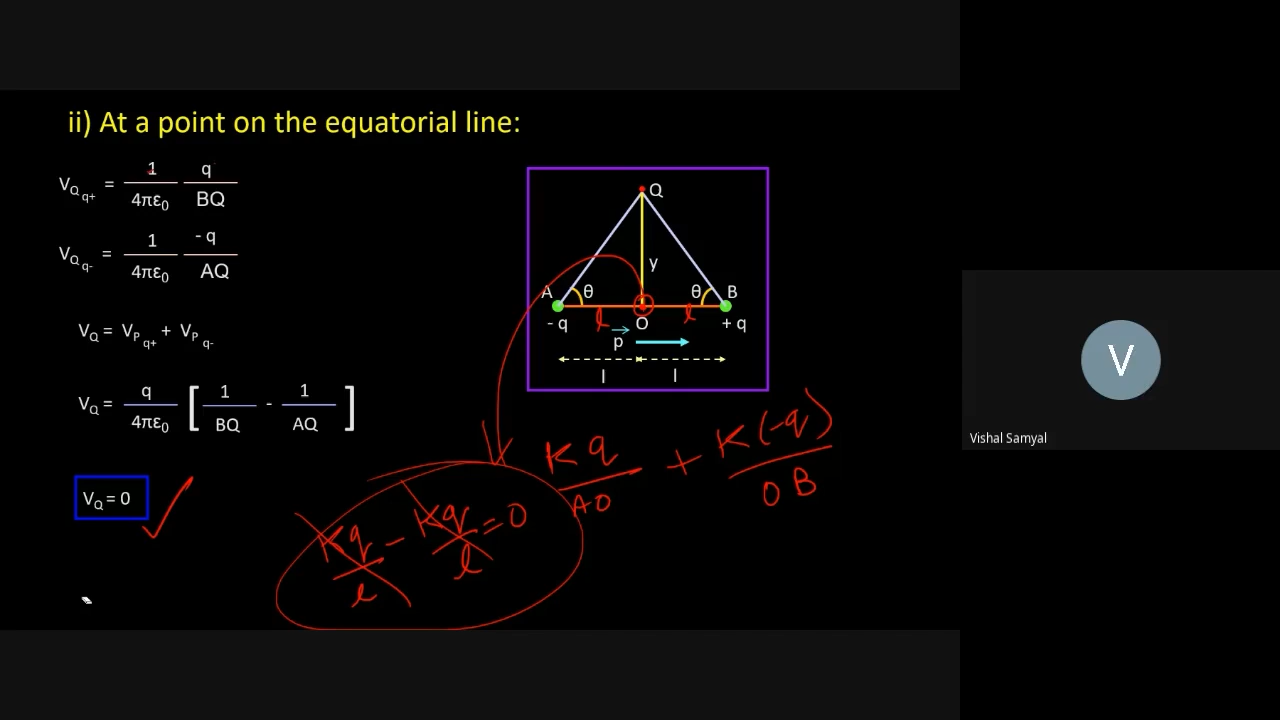 ii) At a point on the equatorial line:
V_Q q+ = 1/4πε₀ q/BQ
V_Q q- = 1/4πε₀ - q/AQ
V_Q = V_P q+ + V_P q-
V_Q = q/4πε₀ [ 1/BQ - 1/AQ ]
V_Q = 0
Q
y
A θ θ B
- q l O l + q
p
l l
Kq/AO + K(-q)/OB
Kq/l - Kq/l = 0
V
Vishal Samyal